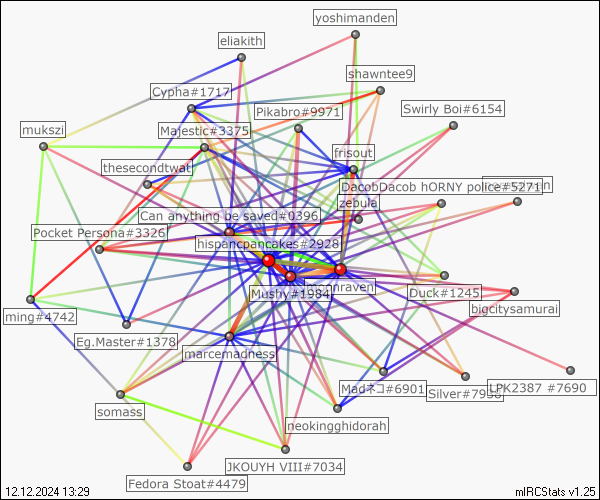 yoshimanden
eliakith
shawntee9
Cypha#1717
Pikabro#9971
Swirly Boi#6154
mukszi
Majestic#3375
frisout
thesecondtwat
DacobDacob hORNY police#5271
zebula
Can anything be saved#0396
Pocket Persona#3326
hispanicpancakes#2928
Mushy#1984
Duck#1245
bigcitysamurai
ming#4742
Eg.Master#1378
marcemadness
Madネコ#6901
Silver#7938
LPK2387 #7690
somass
neokingghidorah
JKOUYH VIII#7034
Fedora Stoat#4479
12.12.2024 13:29
mIRCStats v1.25